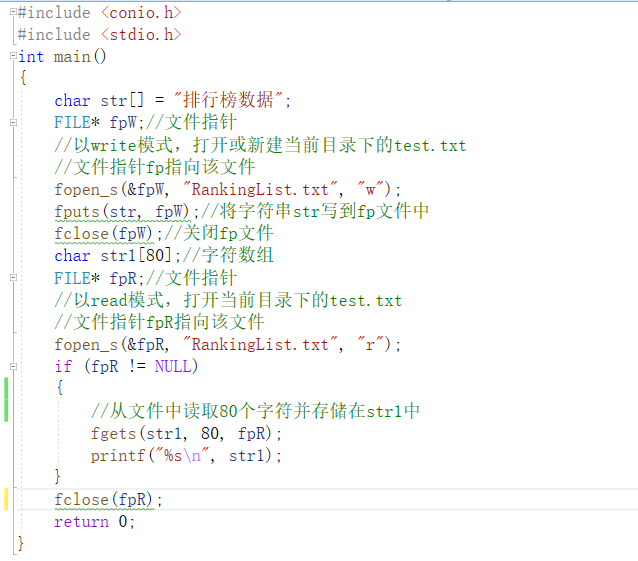 #include <conio.h>
#include <stdio.h>
int main()
{
char str[] = "排行榜数据";
FILE* fpW;//文件指针
//以write模式，打开或新建当前目录下的test.txt
//文件指针fp指向该文件
fopen_s(&fpW, "RankingList.txt", "w");
fputs(str, fpW);//将字符串str写到fp文件中
fclose(fpW);//关闭fp文件
char str1[80];//字符数组
FILE* fpR;//文件指针
//以read模式，打开当前目录下的test.txt
//文件指针fpR指向该文件
fopen_s(&fpR, "RankingList.txt", "r");
if (fpR != NULL)
{
//从文件中读取80个字符并存储在str1中
fgets(str1, 80, fpR);
printf("%s\n", str1);
}
fclose(fpR);
return 0;
}